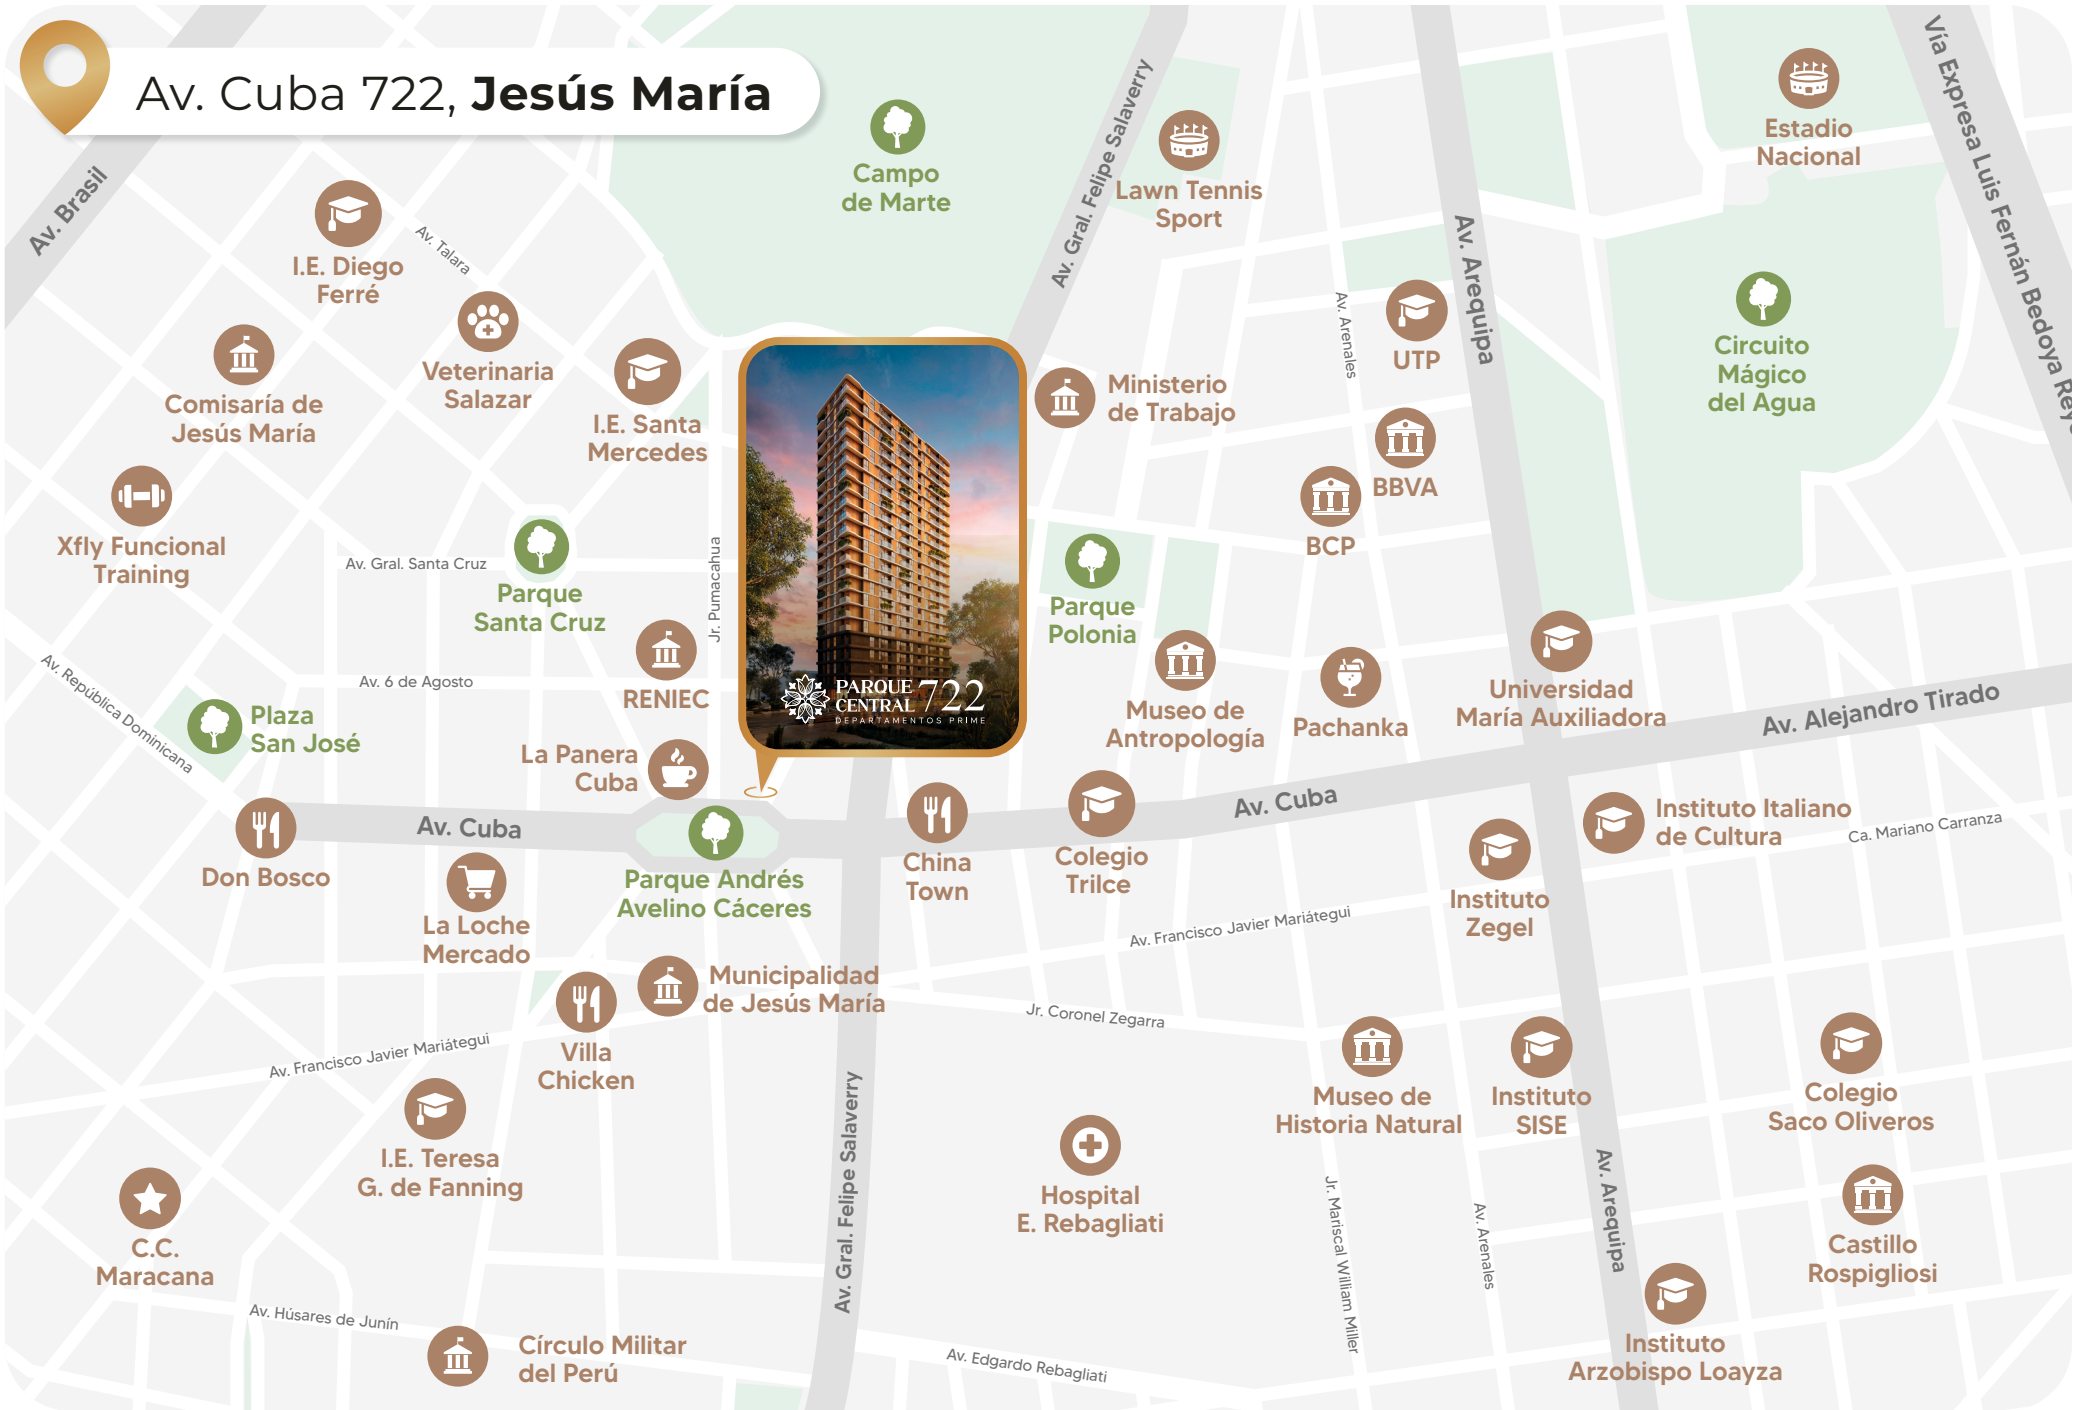 Av. Cuba 722, Jesús María
Av. Brasil
Campo
de Marte
Av. Gral. Felipe Salaverry
Lawn Tennis
Sport
Estadio
Nacional
Vía Expresa Luis Fernán Bedoya Reye
I.E. Diego
Ferré
Av. Talara
Av. Arequipa
Av. Arenales
UTP
Circuito
Mágico
del Agua
Comisaría de
Jesús María
Veterinaria
Salazar
I.E. Santa
Mercedes
Ministerio
de Trabajo
BBVA
BCP
Xfly Funcional
Training
Av. Gral. Santa Cruz
Parque
Santa Cruz
Jr. Pumacahua
Parque
Polonia
Av. República Dominicana
Av. 6 de Agosto
RENIEC
PARQUE
CENTRAL 722
DEPARTAMENTOS PRIME
Museo de
Antropología
Pachanka
Universidad
María Auxiliadora
Av. Alejandro Tirado
Plaza
San José
La Panera
Cuba
Don Bosco
Av. Cuba
La Loche
Mercado
Parque Andrés
Avelino Cáceres
China
Town
Colegio
Trilce
Av. Cuba
Instituto Italiano
de Cultura
Ca. Mariano Carranza
Instituto
Zegel
Av. Francisco Javier Mariátegui
Municipalidad
de Jesús María
Jr. Coronel Zegarra
Av. Francisco Javier Mariátegui
Villa
Chicken
Museo de
Historia Natural
Instituto
SISE
Colegio
Saco Oliveros
I.E. Teresa
G. de Fanning
Av. Gral. Felipe Salaverry
Hospital
E. Rebagliati
Jr. Mariscal William Miller
Av. Arenales
Av. Arequipa
Castillo
Rospigliosi
C.C.
Maracana
Av. Húsares de Junín
Círculo Militar
del Perú
Av. Edgardo Rebagliati
Instituto
Arzobispo Loayza